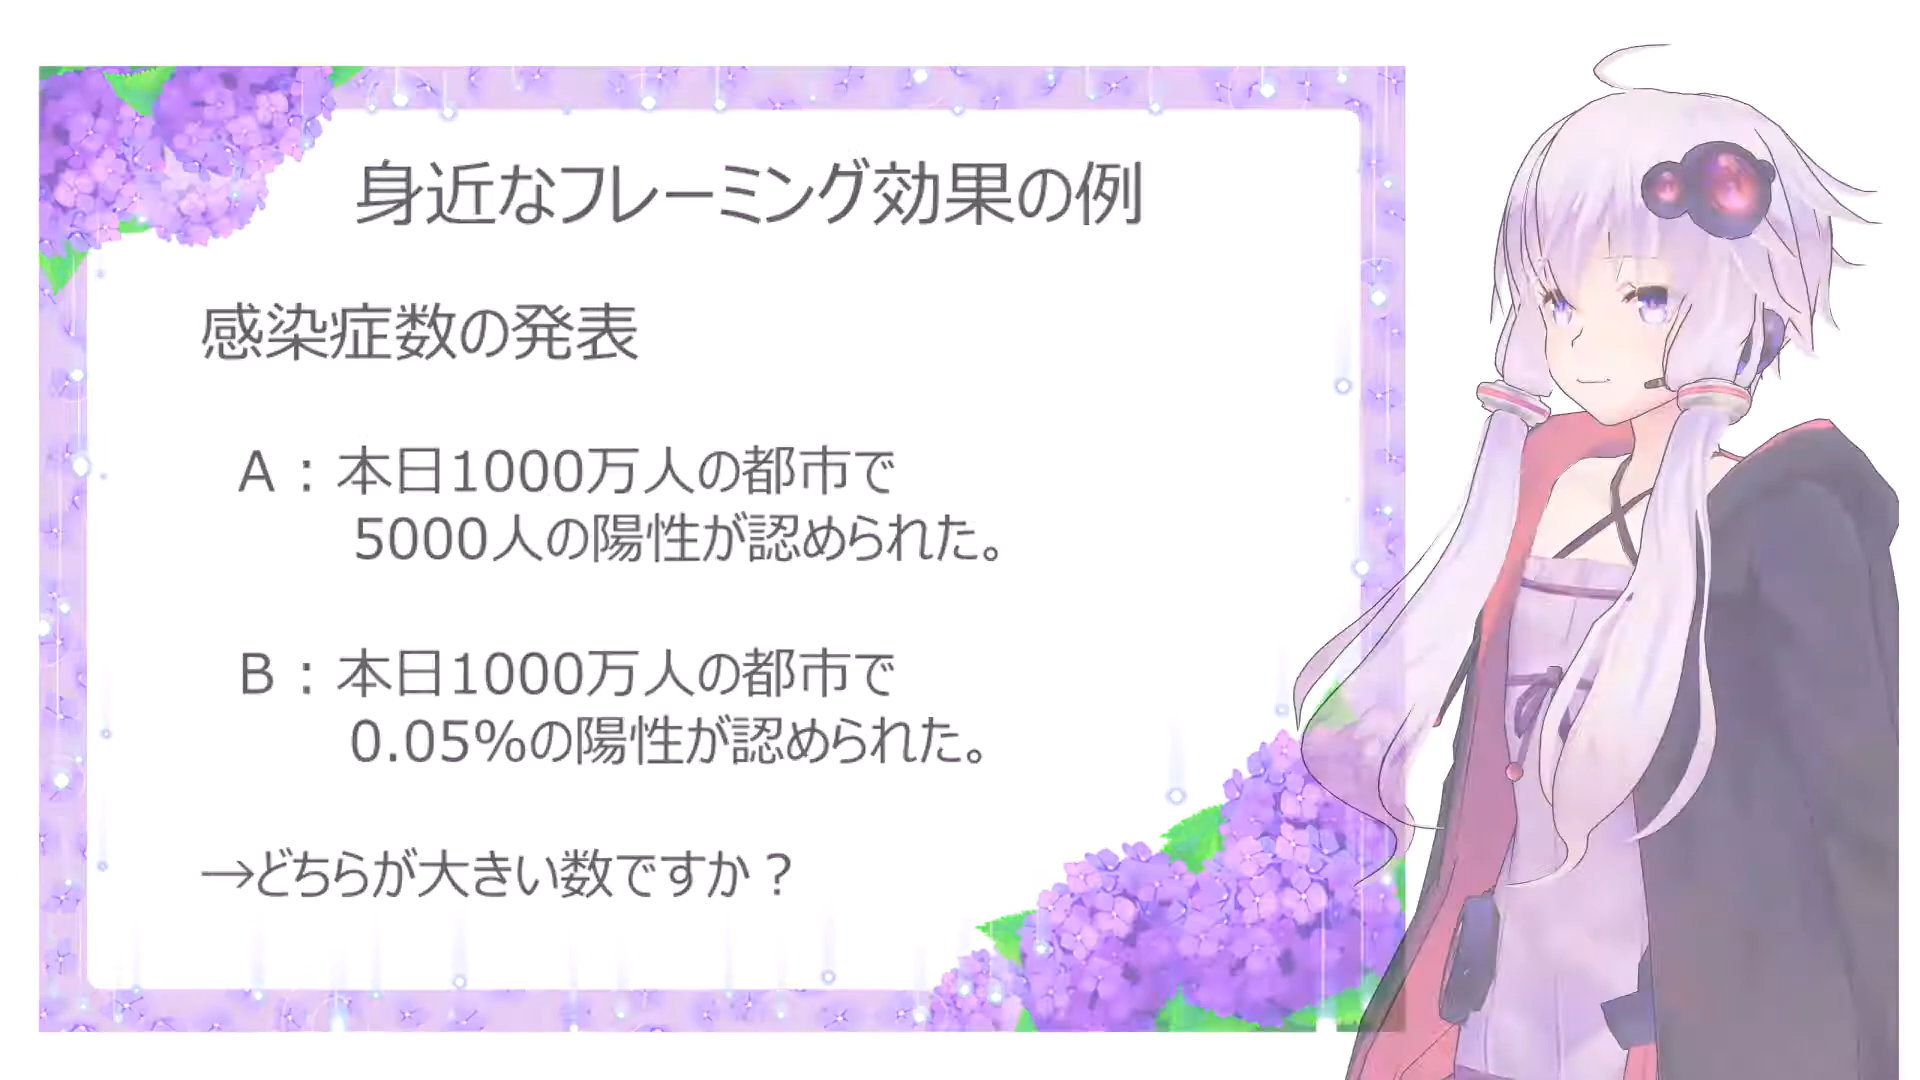 身近なフレーミング効果の例
感染症数の発表
A：本日1000万人の都市で
5000人の陽性が認められた。
B：本日1000万人の都市で
0.05%の陽性が認められた。
→どちらが大きい数ですか？